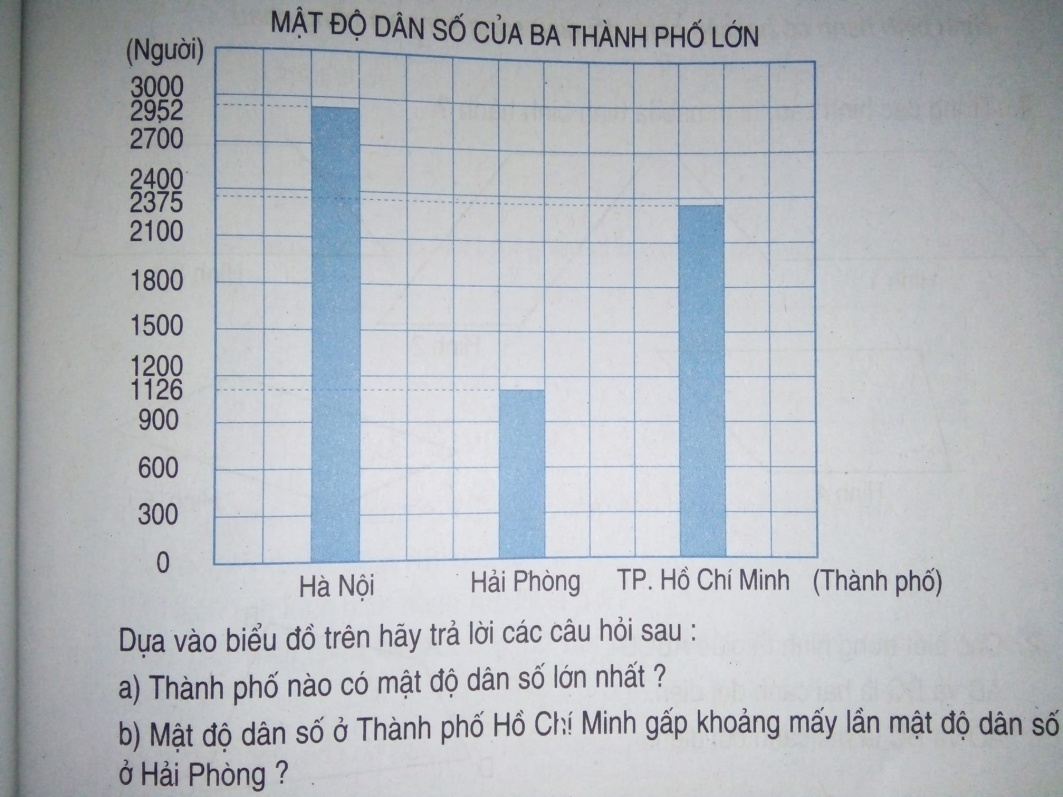 MẬT ĐỘ DÂN SỐ CỦA BA THÀNH PHỐ LỚN
(Người)
3000
2952
2700
2400
2375
2100
1800
1500
1200
1126
900
600
300
0
Hà Nội Hải Phòng TP. Hồ Chí Minh (Thành phố)
Dựa vào biểu đồ trên hãy trả lời các câu hỏi sau :
a) Thành phố nào có mật độ dân số lớn nhất ?
b) Mật độ dân số ở Thành phố Hồ Chí Minh gấp khoảng mấy lần mật độ dân số
ở Hải Phòng ?